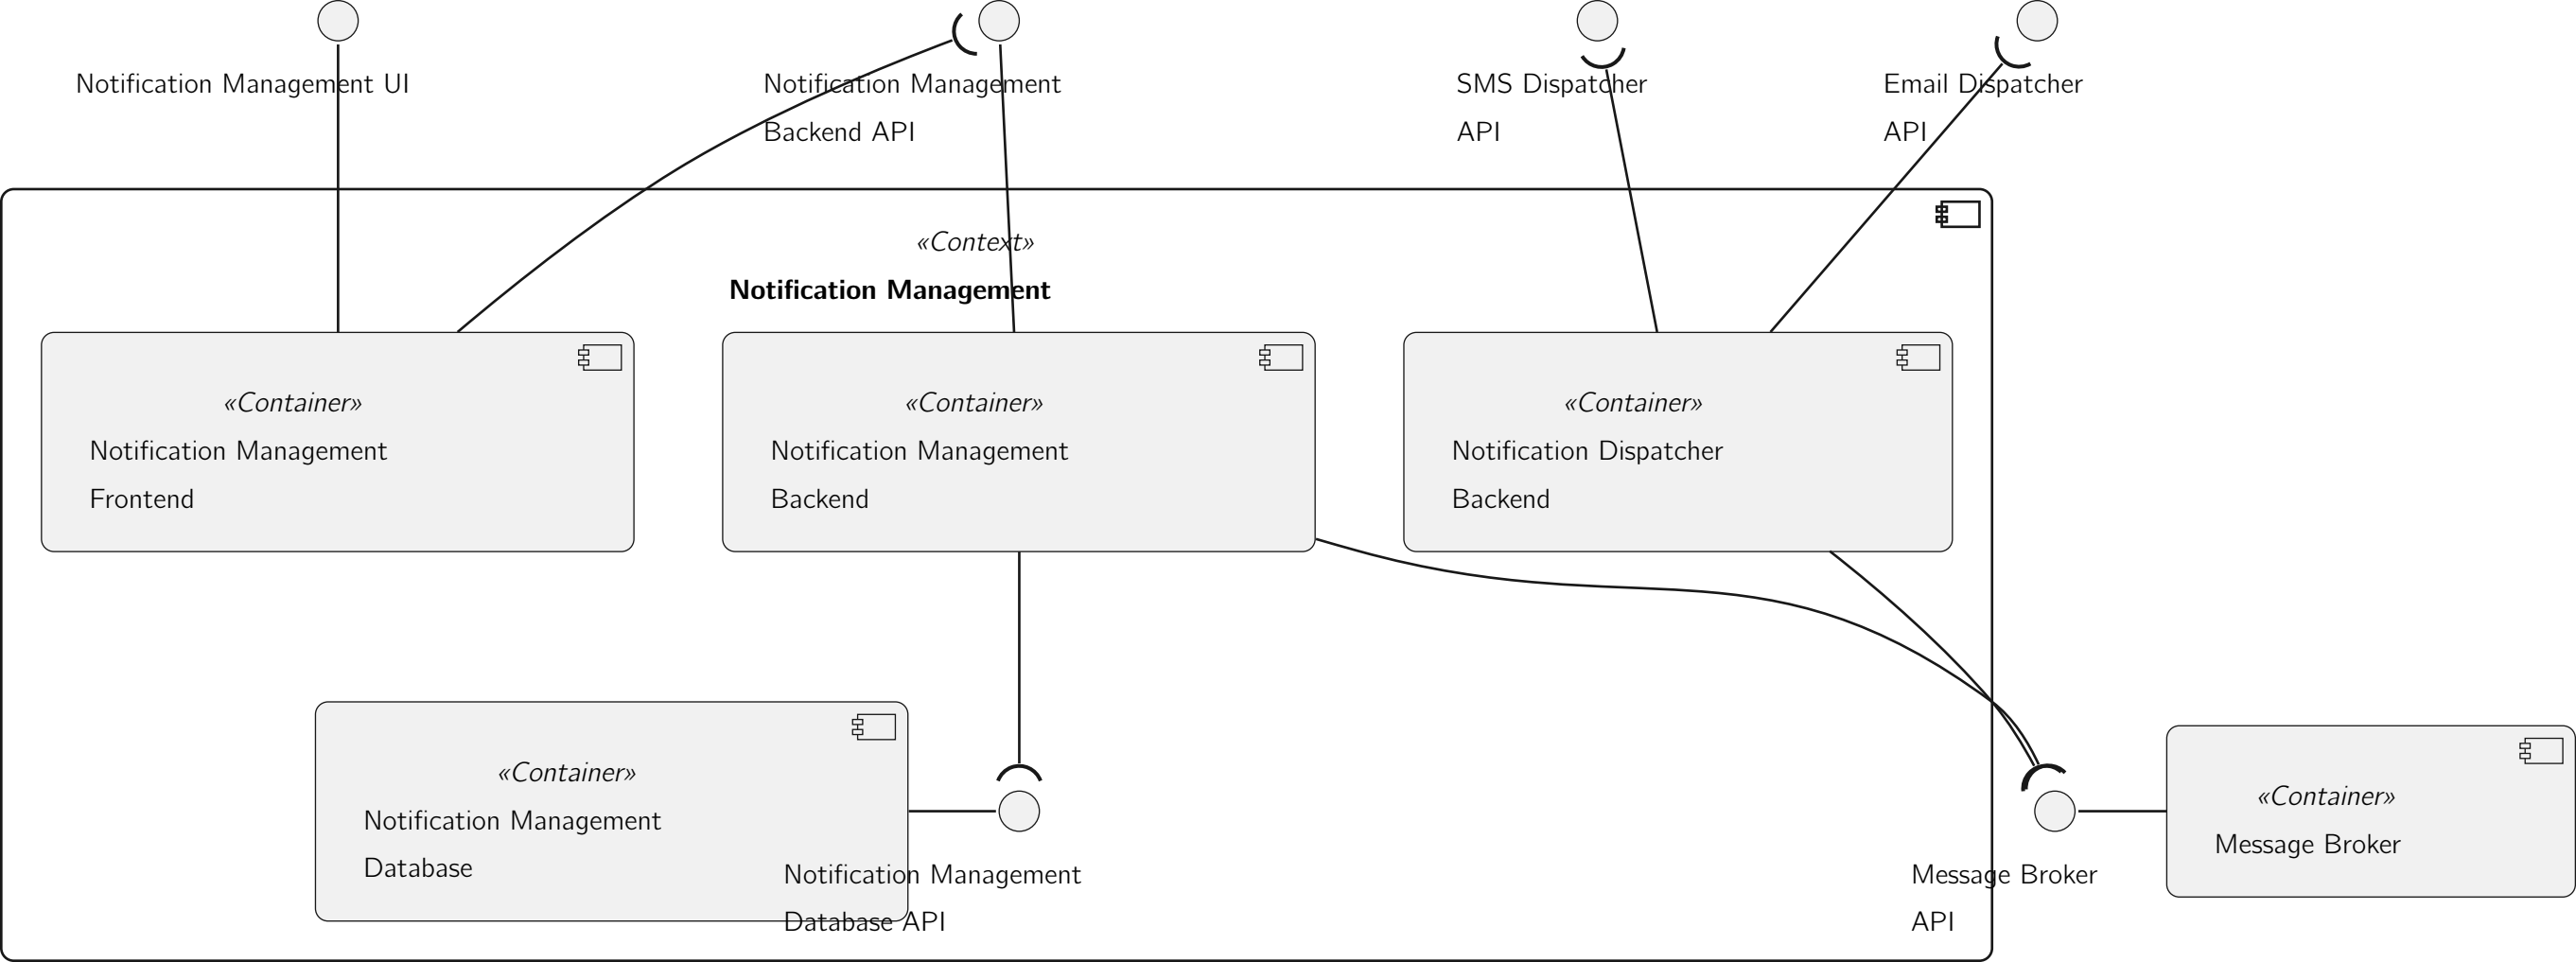 Notification Management UI
Notification Management
Backend API
SMS Dispatcher
API
Email Dispatcher
API
«Context»
Notification Management
«Container»
Notification Management
Frontend
«Container»
Notification Management
Backend
«Container»
Notification Dispatcher
Backend
«Container»
Notification Management
Database
Notification Management
Database API
Message Broker
API
«Container»
Message Broker